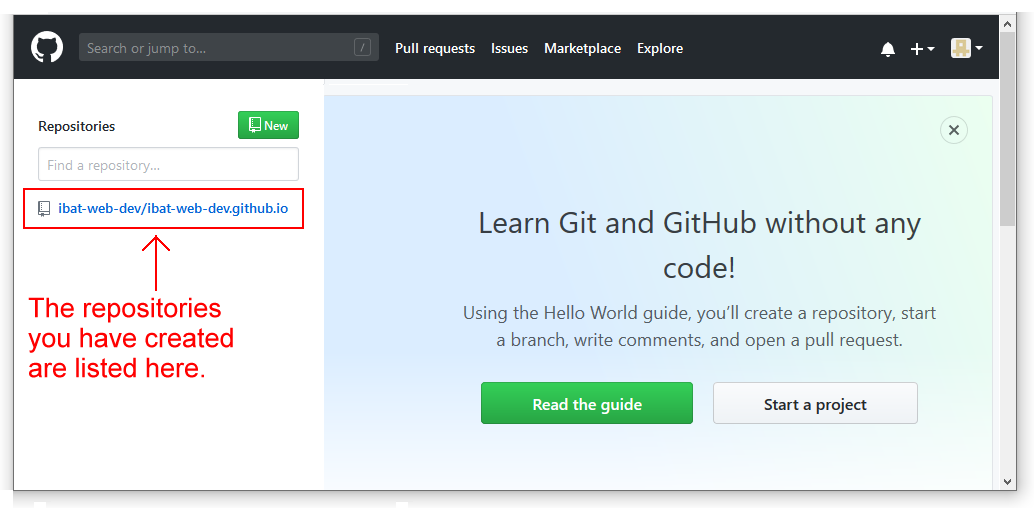 Search or jump to... /
Pull requests Issues Marketplace Explore
Repositories
New
Find a repository...
ibat-web-dev/ibat-web-dev.github.io
The repositories
you have created
are listed here.
Learn Git and GitHub without any
code!
Using the Hello World guide, you’ll create a repository, start
a branch, write comments, and open a pull request.
Read the guide
Start a project